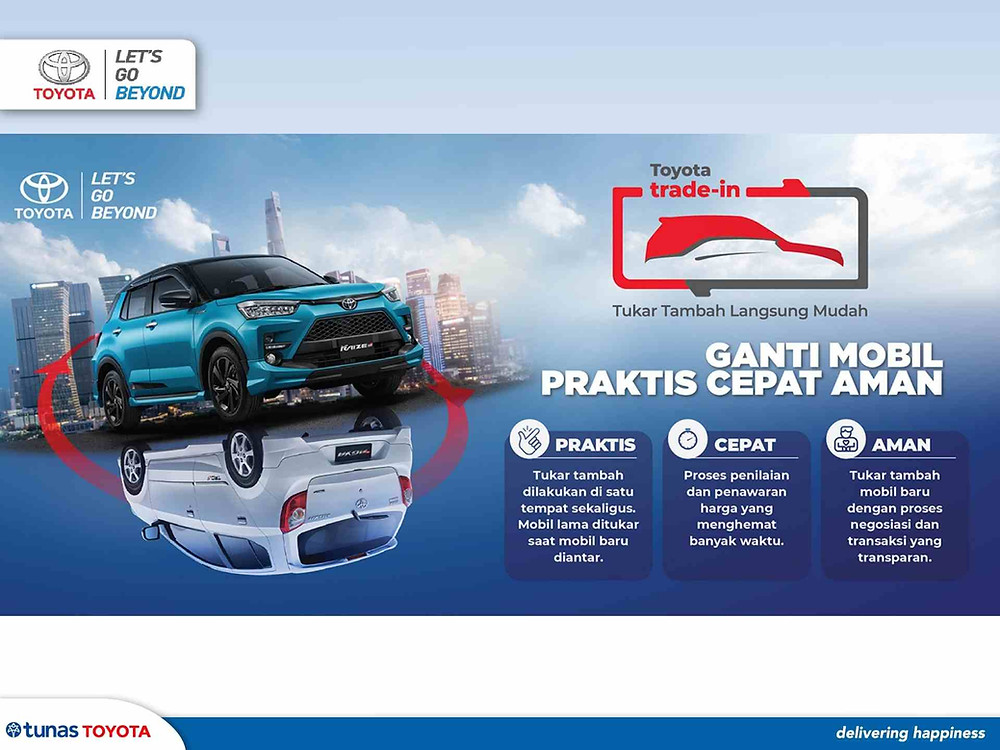 LET'S
GO
BEYOND
TOYOTA
LET'S
GO
BEYOND
TOYOTA
Toyota
trade-in
Tukar Tambah Langsung Mudah
GANTI MOBIL
PRAKTIS CEPAT AMAN
RAIZE
PRAKTIS
Tukar tambah
dilakukan di satu
tempat sekaligus.
Mobil lama ditukar
saat mobil baru
diantar.
CEPAT
Proses penilaian
dan penawaran
harga yang
menghemat
banyak waktu.
AMAN
Tukar tambah
mobil baru
dengan proses
negosiasi dan
transaksi yang
transparan.
tunas TOYOTA
delivering happiness